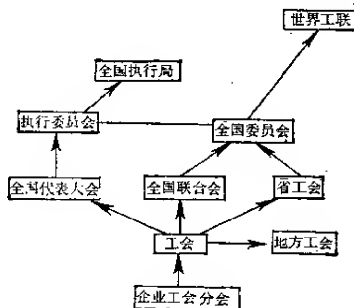 世界工联
全国执行局
执行委员会
全国委员会
全国代表大会
全国联合会
省工会
工会
地方工会
企业工会分会